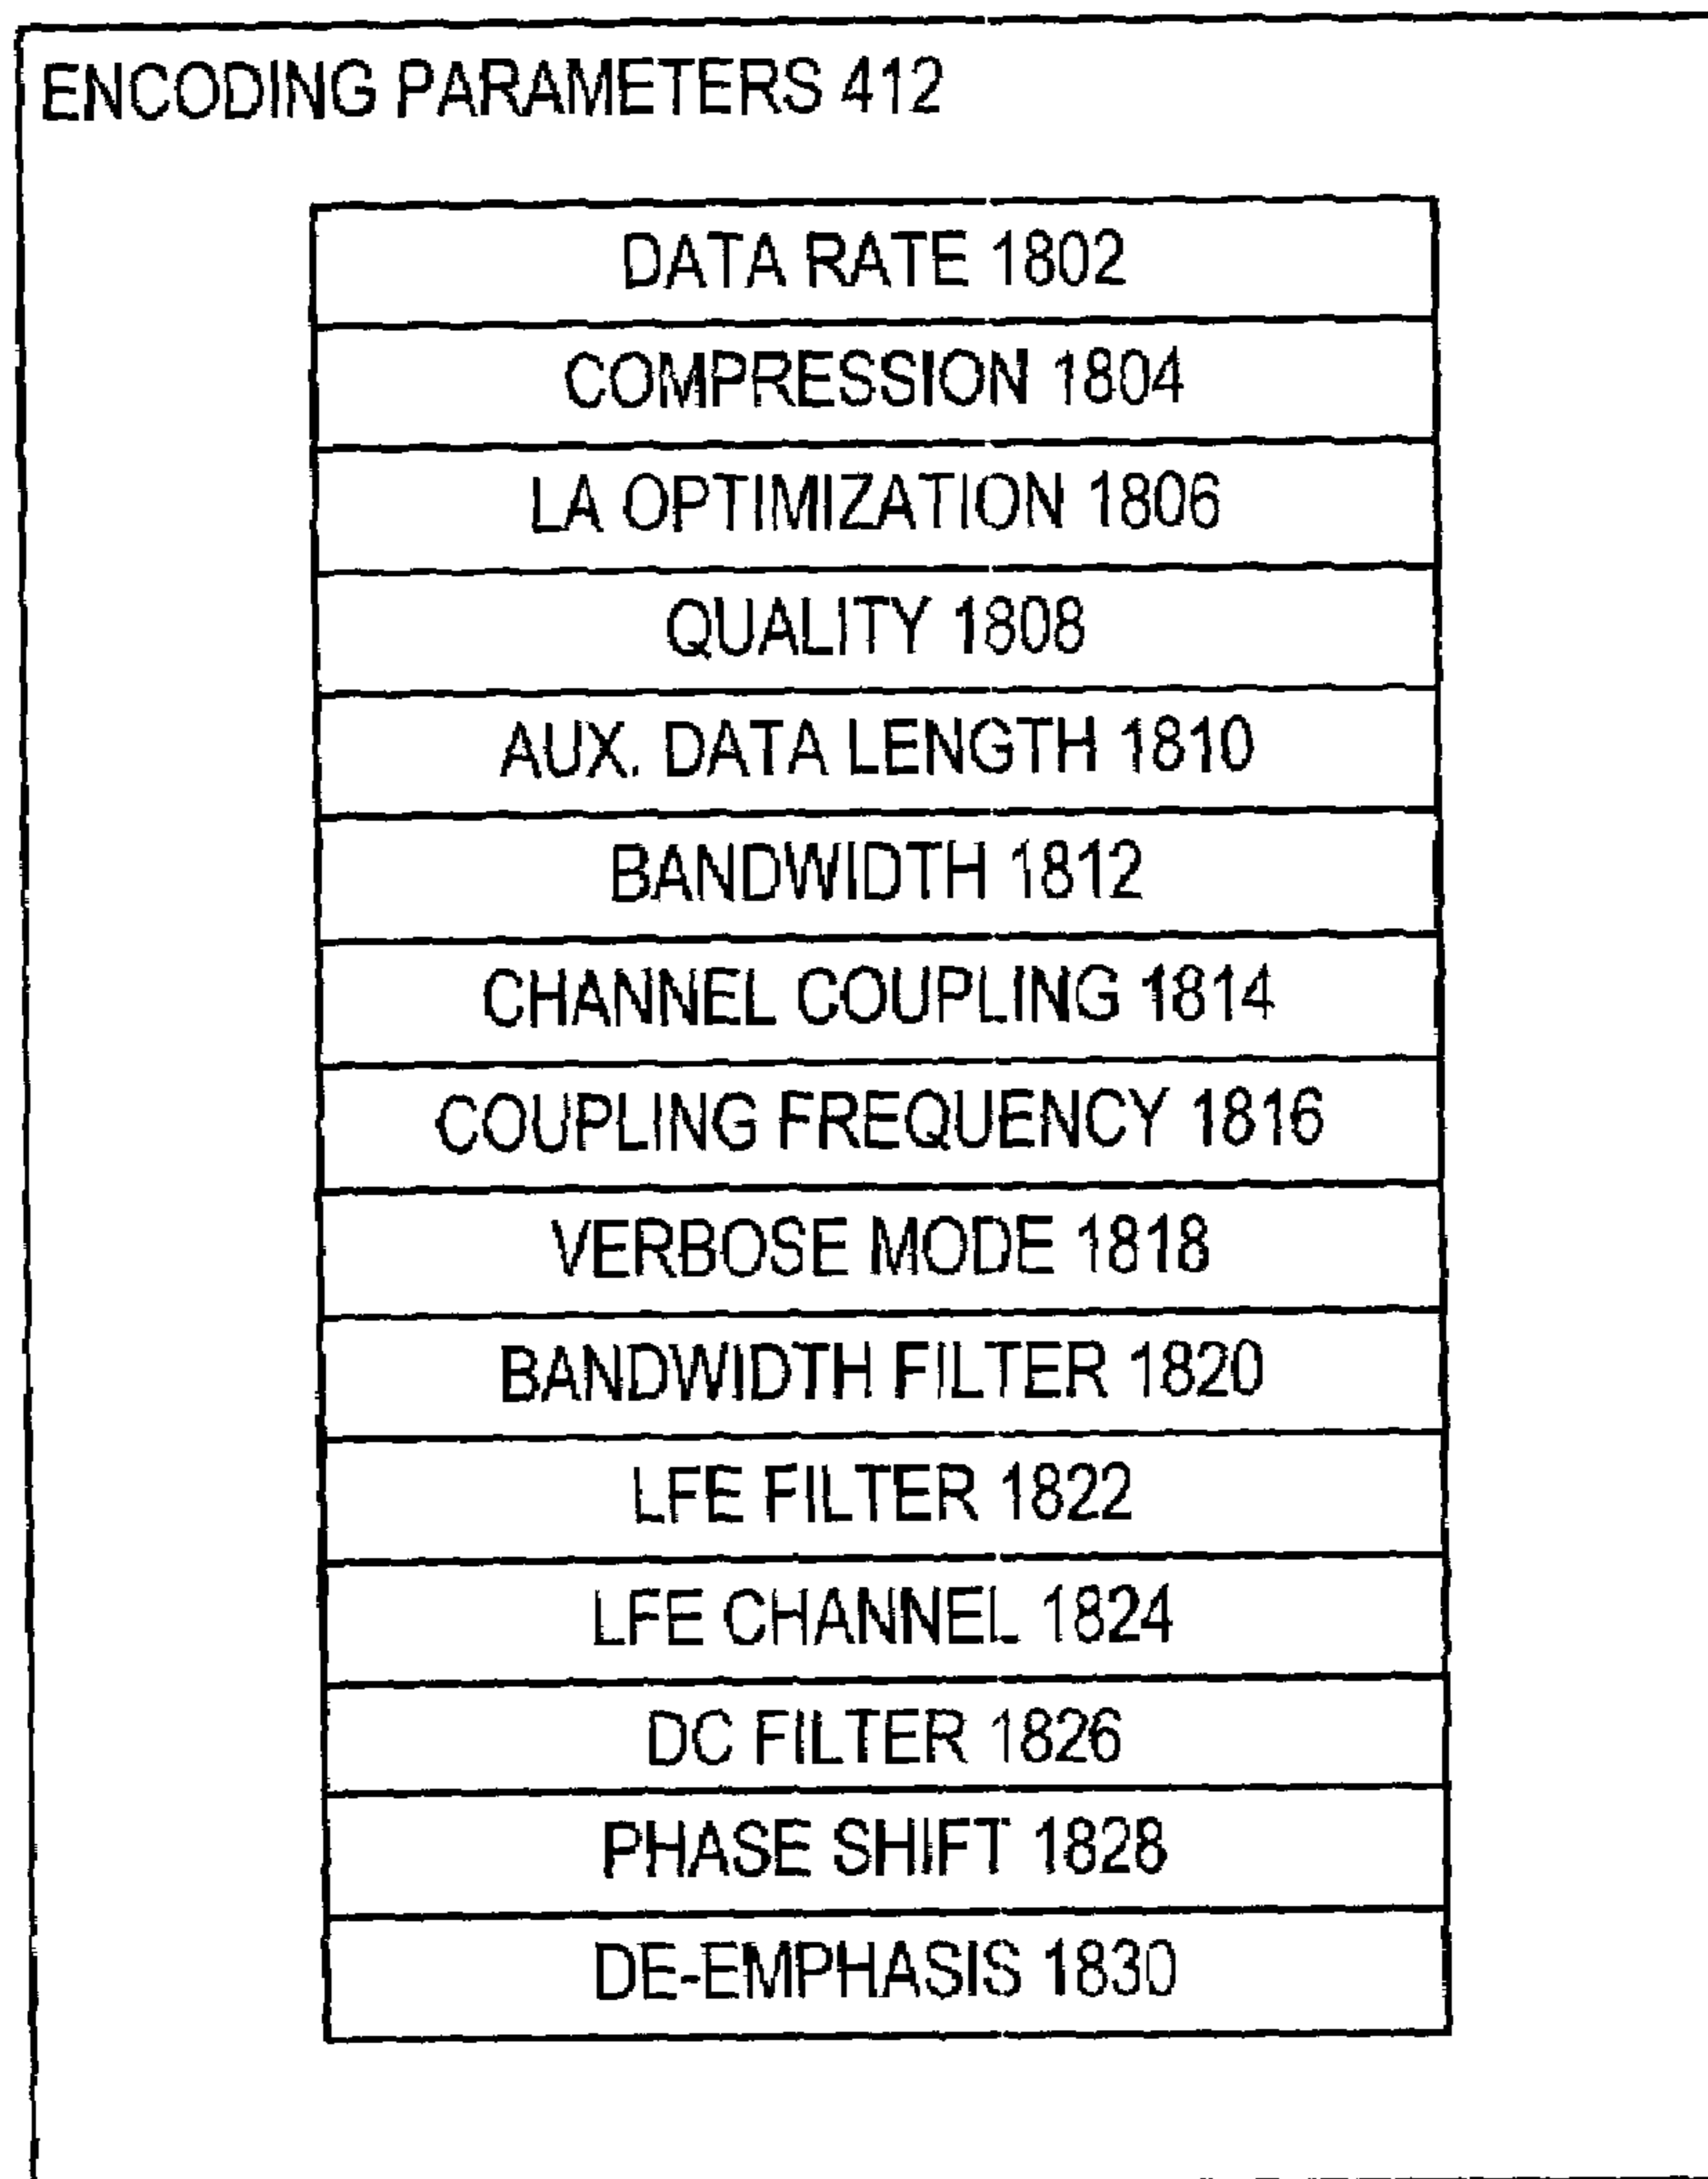 ENCODING PARAMETERS 412
DATA RATE 1802
COMPRESSION 1804
LA OPTIMIZATION 1806
QUALITY 1808
AUX. DATA LENGTH 1810
BANDWIDTH 1812
CHANNEL COUPLING 1814
COUPLING FREQUENCY 1816
VERBOSE MODE 1818
BANDWIDTH FILTER 1820
LFE FILTER 1822
LFE CHANNEL 1824
DC FILTER 1826
PHASE SHIFT 1828
DE-EMPHASIS 1830